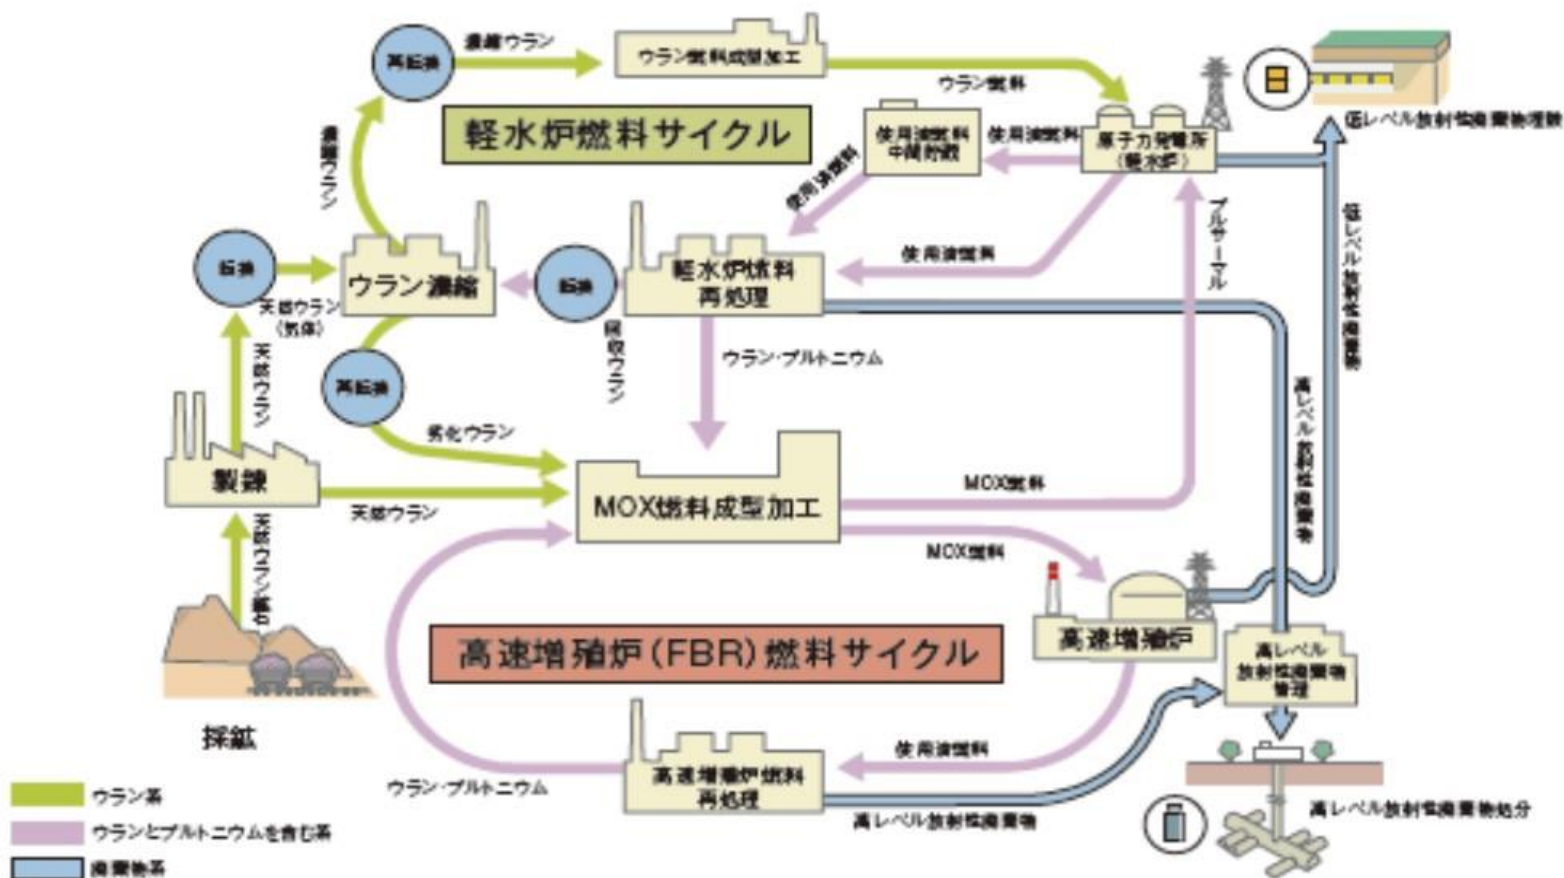 再転換
濃縮ウラン
ウラン燃料成型加工
ウラン燃料
低レベル放射性廃棄物埋設
軽水炉燃料サイクル
濃縮ウラン
使用済燃料
中間貯蔵
使用済燃料
原子力発電所
(軽水炉)
使用済燃料
使用済燃料
プルサーマル
低レベル放射性廃棄物
転換
天然ウラン
(気体)
ウラン濃縮
転換
回収ウラン
軽水炉燃料
再処理
ウラン・プルトニウム
高レベル放射性廃棄物
天然ウラン
再転換
劣化ウラン
製錬
天然ウラン
MOX燃料成型加工
MOX燃料
MOX燃料
天然ウラン鉱石
採鉱
高速増殖炉(FBR)燃料サイクル
高速増殖炉
高レベル
放射性廃棄物
管理
使用済燃料
ウラン・プルトニウム
高速増殖炉燃料
再処理
高レベル放射性廃棄物
高レベル放射性廃棄物処分
ウラン系
ウランとプルトニウムを含む系
廃棄物系